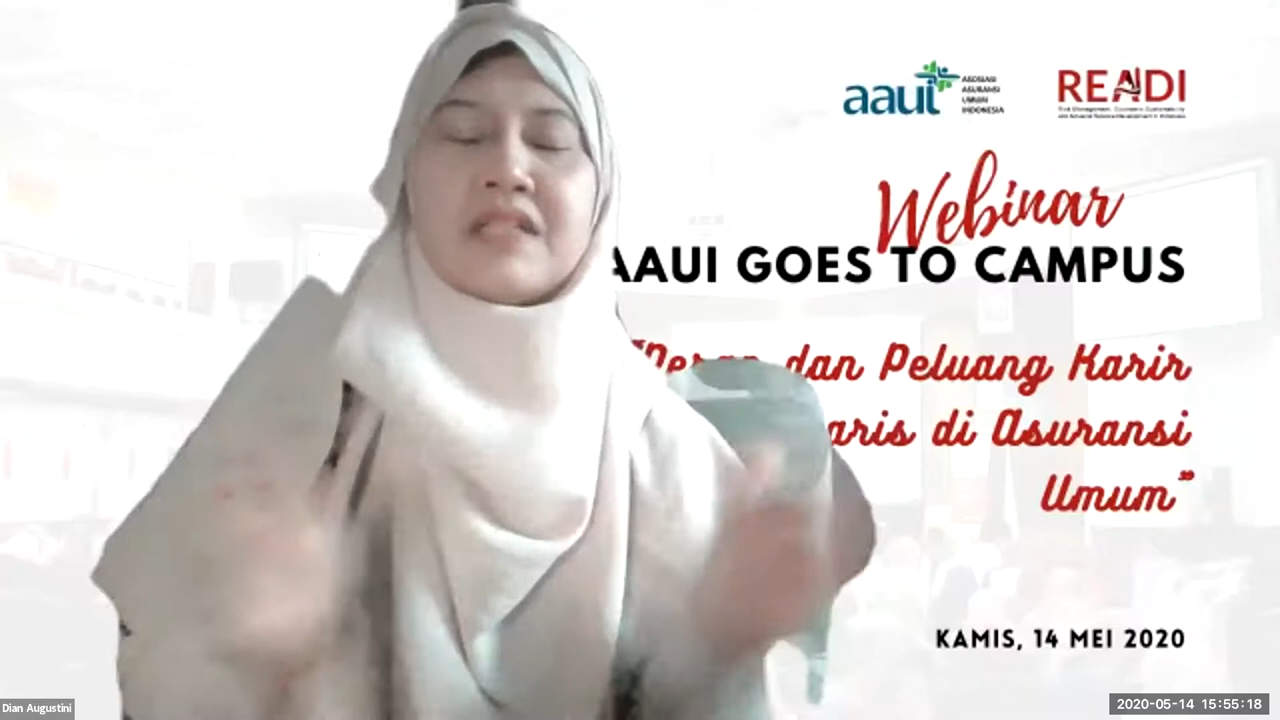 aaui
ASOSIASI
ASURANSI
UMUM
INDONESIA
READI
Webinar
AAUI GOES TO CAMPUS
dan Peluang Karir
aris di Asuransi
Umum”
KAMIS, 14 MEI 2020
Dian Augustini
2020-05-14 15:55:18